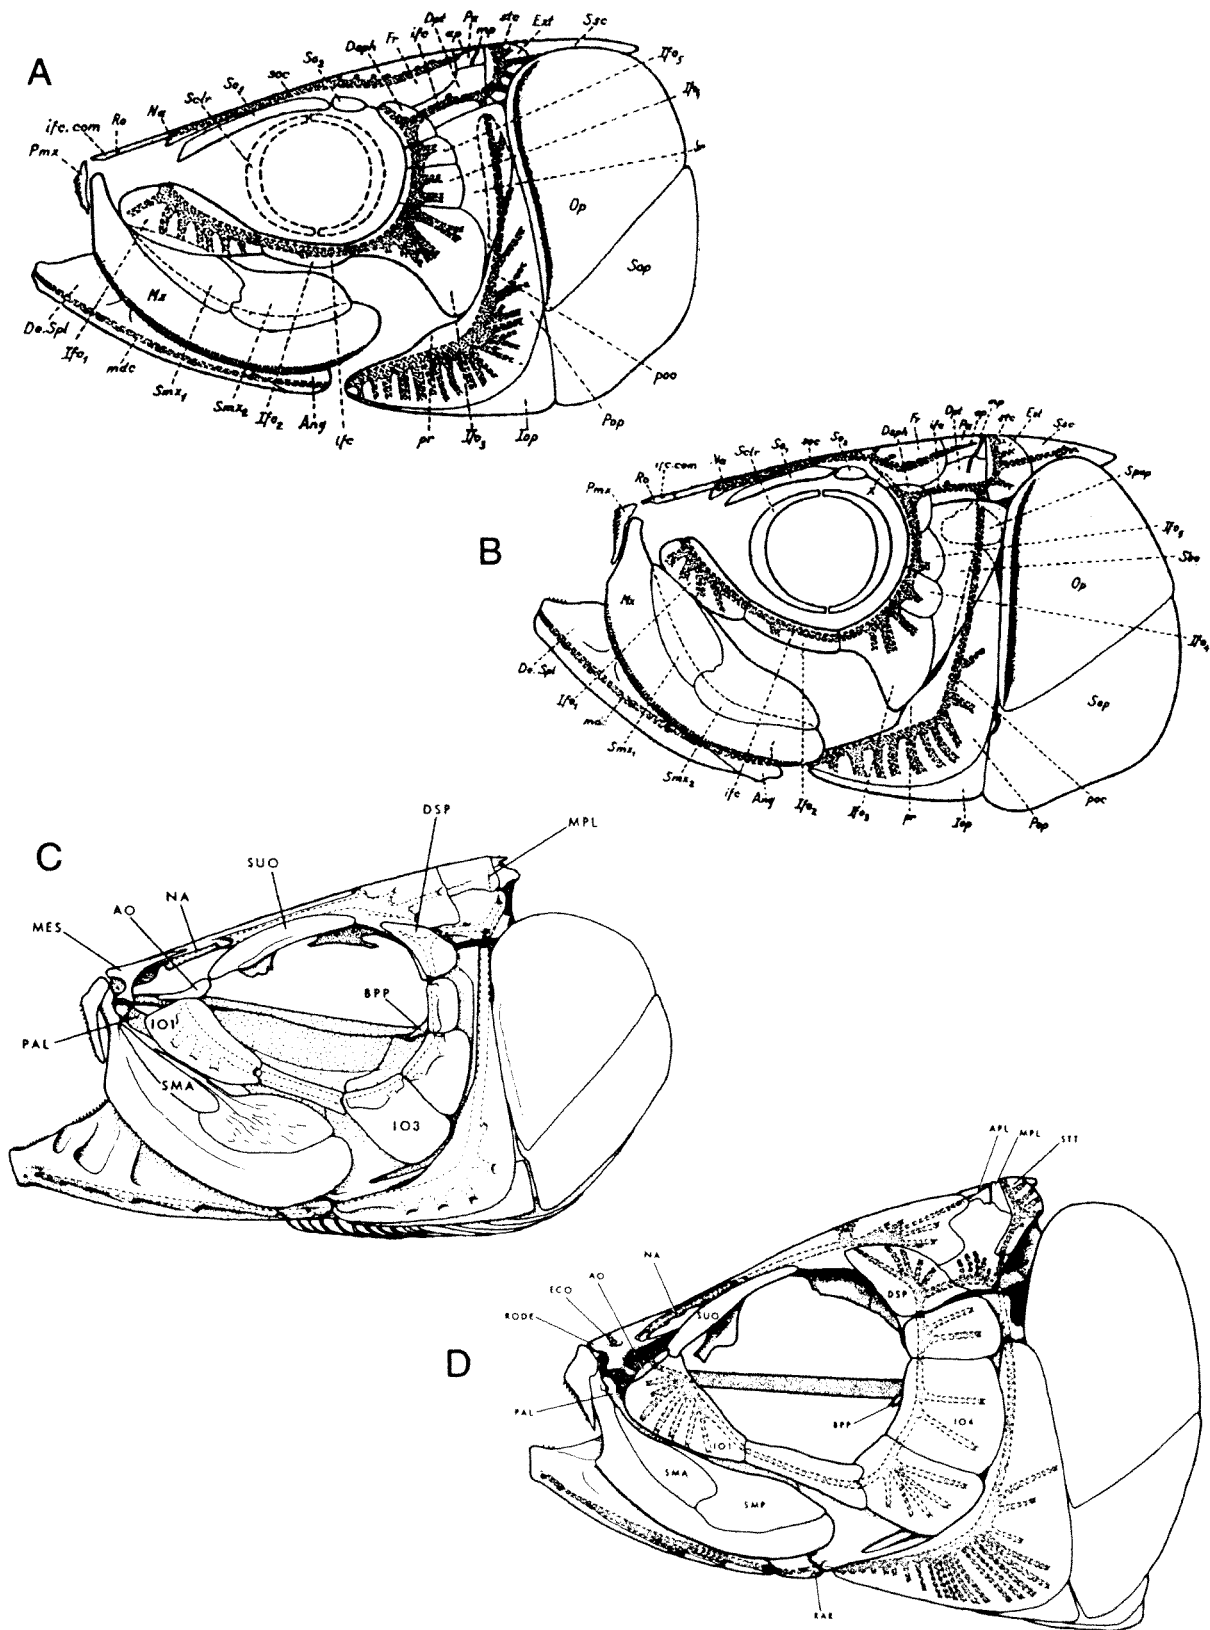 A
ifc.com
Ro
Na
Sclr
So₁
soc
So₂
Dsph
Fr
ifc
Dpt
ap
Pa
mp
stc
Ext
Ssc
Ifo₅
Pmx
Op
Sop
Mx
De.Spl
Ifo₁
mdc
Smx₁
Smx₂
Ifo₂
Ang
ifc
pr
Ifo₃
Iop
Pop
poc
B
Pmx
Ro
ifc.com
Na
Sclr
So₁
soc
So₂
Dsph
Fr
ifc
Dpt
Pa
ap
mp
stc
Ext
Ssc
Spop
Ifo₅
Sbo
Ifo₄
Op
Sop
Mx
De.Spl
Ifo₁
Smx₁
Smx₂
ifc
Ang
Ifo₂
Ifo₃
pr
Iop
Pop
poc
C
DSP
MPL
SUO
NA
AO
MES
BPP
PAL
IO1
SMA
IO3
D
APL
MPL
STT
NA
AO
ECO
RODE
SUO
DSP
PAL
BPP
IO4
IO1
SMA
SMP
RAR